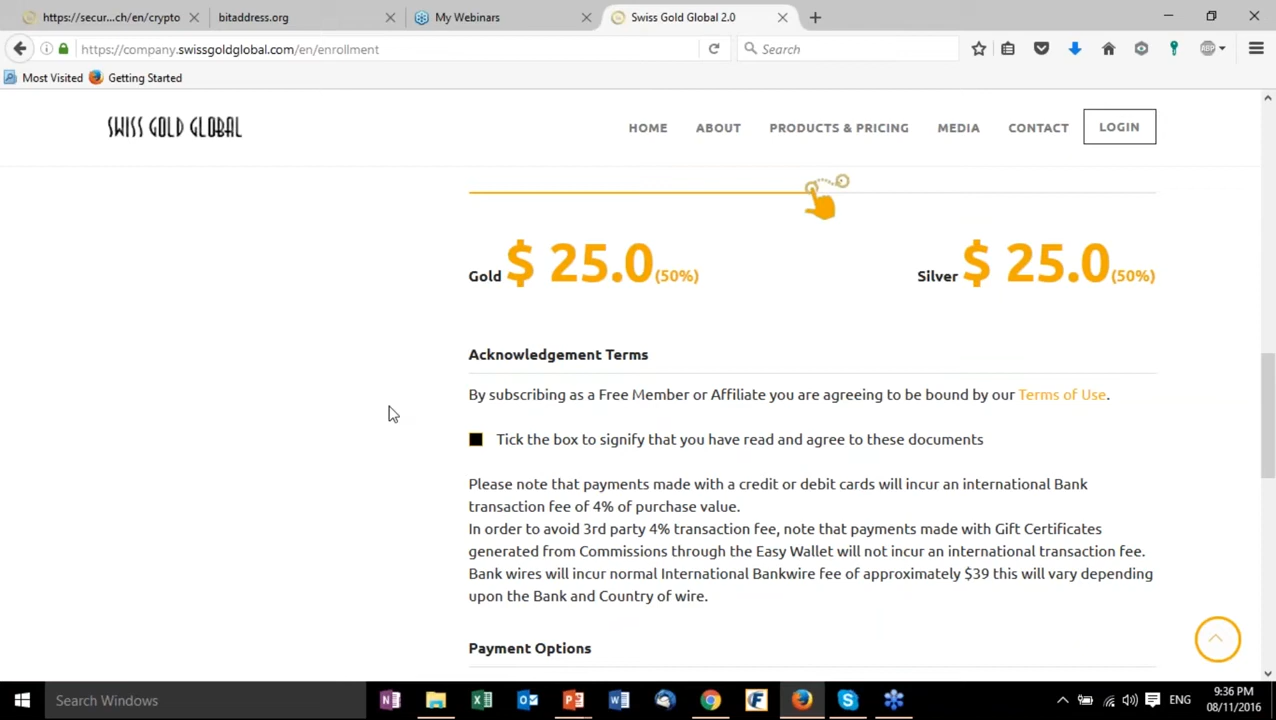 https://secur...ch/en/crypto
bitaddress.org
My Webinars
Swiss Gold Global 2.0
https://company.swissgoldglobal.com/en/enrollment
Search
ABP
Most Visited
Getting Started
SWISS GOLD GLOBAL
HOME
ABOUT
PRODUCTS & PRICING
MEDIA
CONTACT
LOGIN
Gold $ 25.0 (50%)
Silver $ 25.0 (50%)
Acknowledgement Terms
By subscribing as a Free Member or Affiliate you are agreeing to be bound by our Terms of Use.
Tick the box to signify that you have read and agree to these documents
Please note that payments made with a credit or debit cards will incur an international Bank
transaction fee of 4% of purchase value.
In order to avoid 3rd party 4% transaction fee, note that payments made with Gift Certificates
generated from Commissions through the Easy Wallet will not incur an international transaction fee.
Bank wires will incur normal International Bankwire fee of approximately $39 this will vary depending
upon the Bank and Country of wire.
Payment Options
Search Windows
ENG
9:36 PM
08/11/2016